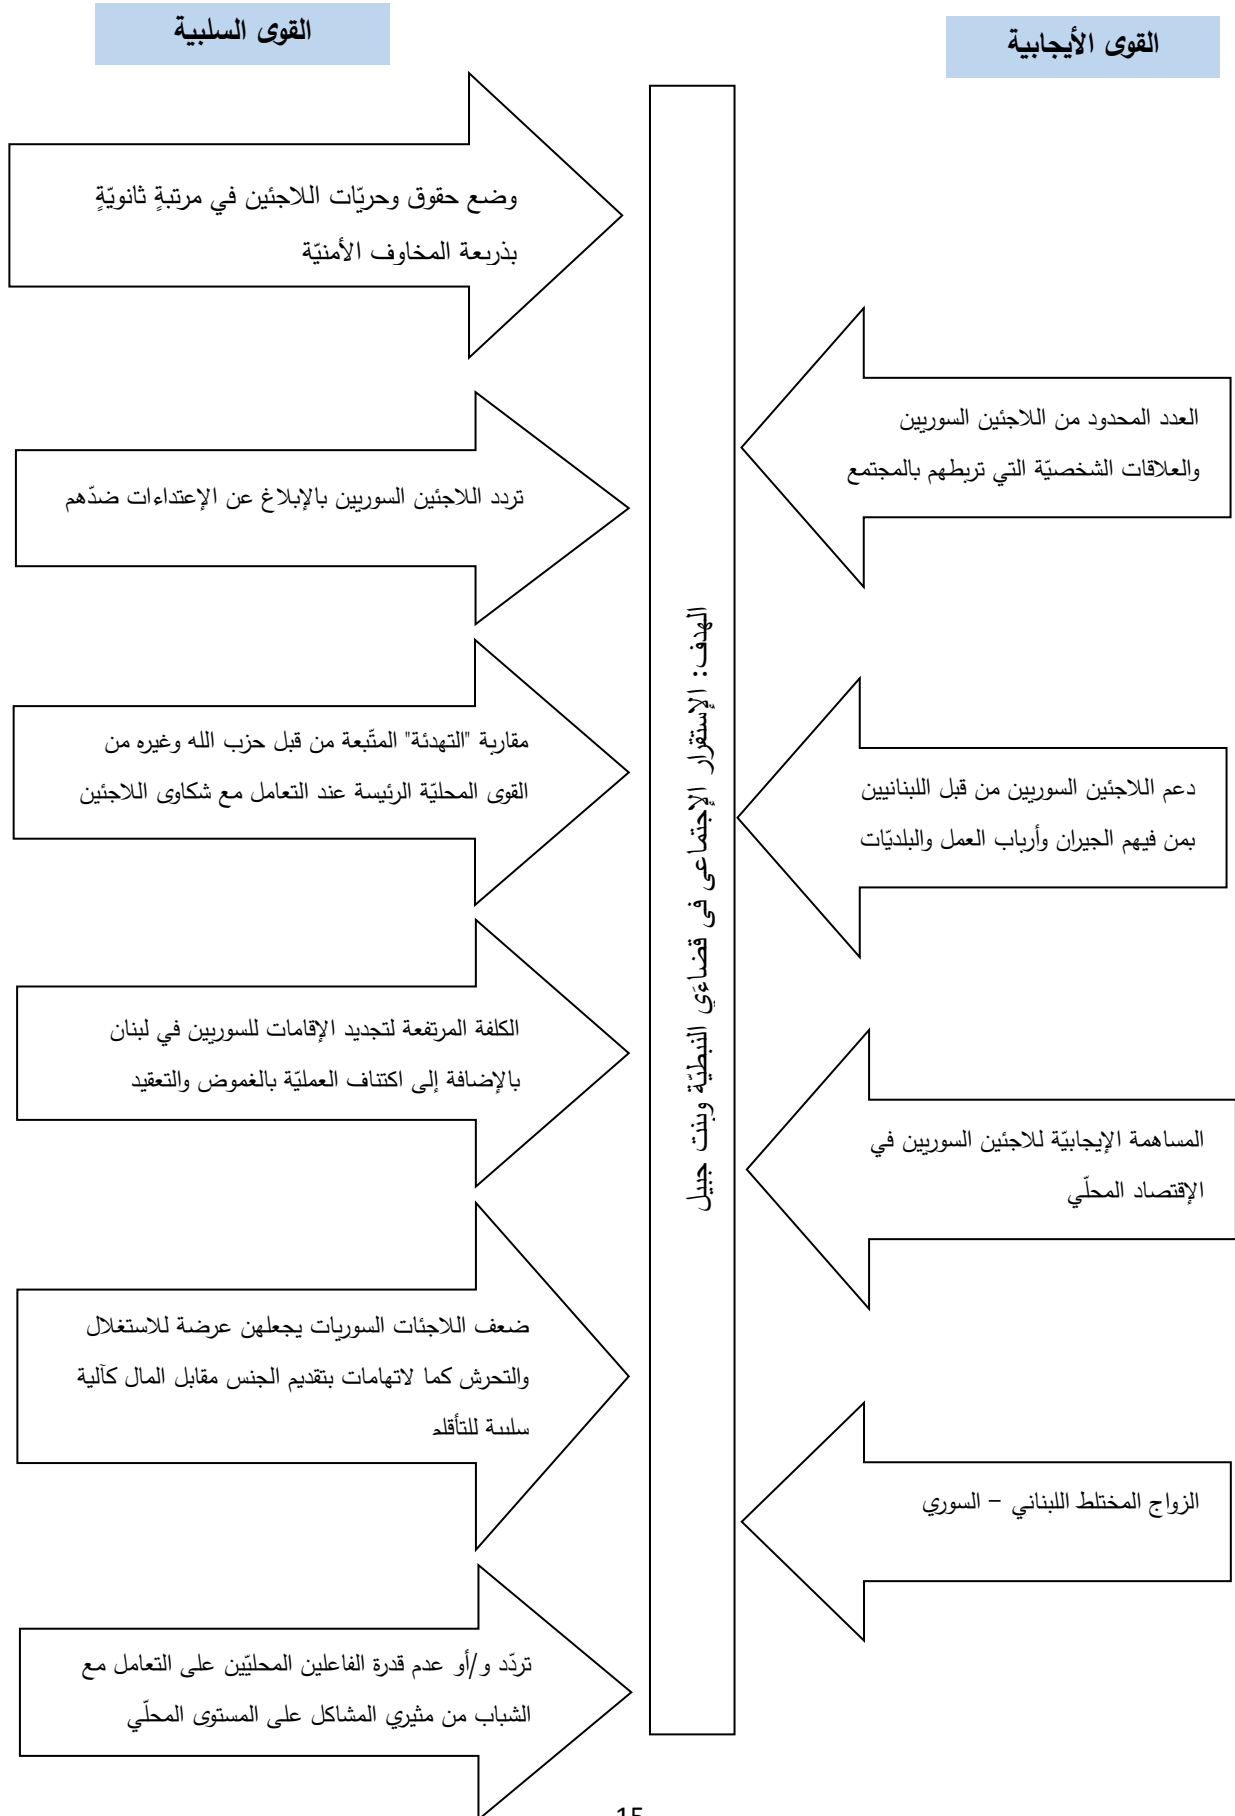 القوى الأيجابية
القوى السلبية
وضع حقوق وحريّات اللاجئين في مرتبةٍ ثانويّةٍ
بذريعة المخاوف الأمنيّة
العدد المحدود من اللاجئين السوريين
والعلاقات الشخصيّة التي تربطهم بالمجتمع
تردد اللاجئين السوريين بالإبلاغ عن الإعتداءات ضدّهم
الهدف: الإستقرار الإجتماعي في قضاءَي النبطيّة وبنت جبيل
مقاربة "التهدئة" المتّبعة من قبل حزب الله وغيره من
القوى المحليّة الرئيسة عند التعامل مع شكاوى اللاجئين
دعم اللاجئين السوريين من قبل اللبنانيين
بمن فيهم الجيران وأرباب العمل والبلديّات
الكلفة المرتفعة لتجديد الإقامات للسوريين في لبنان
بالإضافة إلى اكتناف العمليّة بالغموض والتعقيد
المساهمة الإيجابيّة للاجئين السوريين في
الإقتصاد المحلّي
ضعف اللاجئات السوريات يجعلهن عرضة للاستغلال
والتحرش كما لاتهامات بتقديم الجنس مقابل المال كآلية
سلبية للتأقلم
الزواج المختلط اللبناني – السوري
تردّد و/أو عدم قدرة الفاعلين المحليّين على التعامل مع
الشباب من مثيري المشاكل على المستوى المحلّي
15